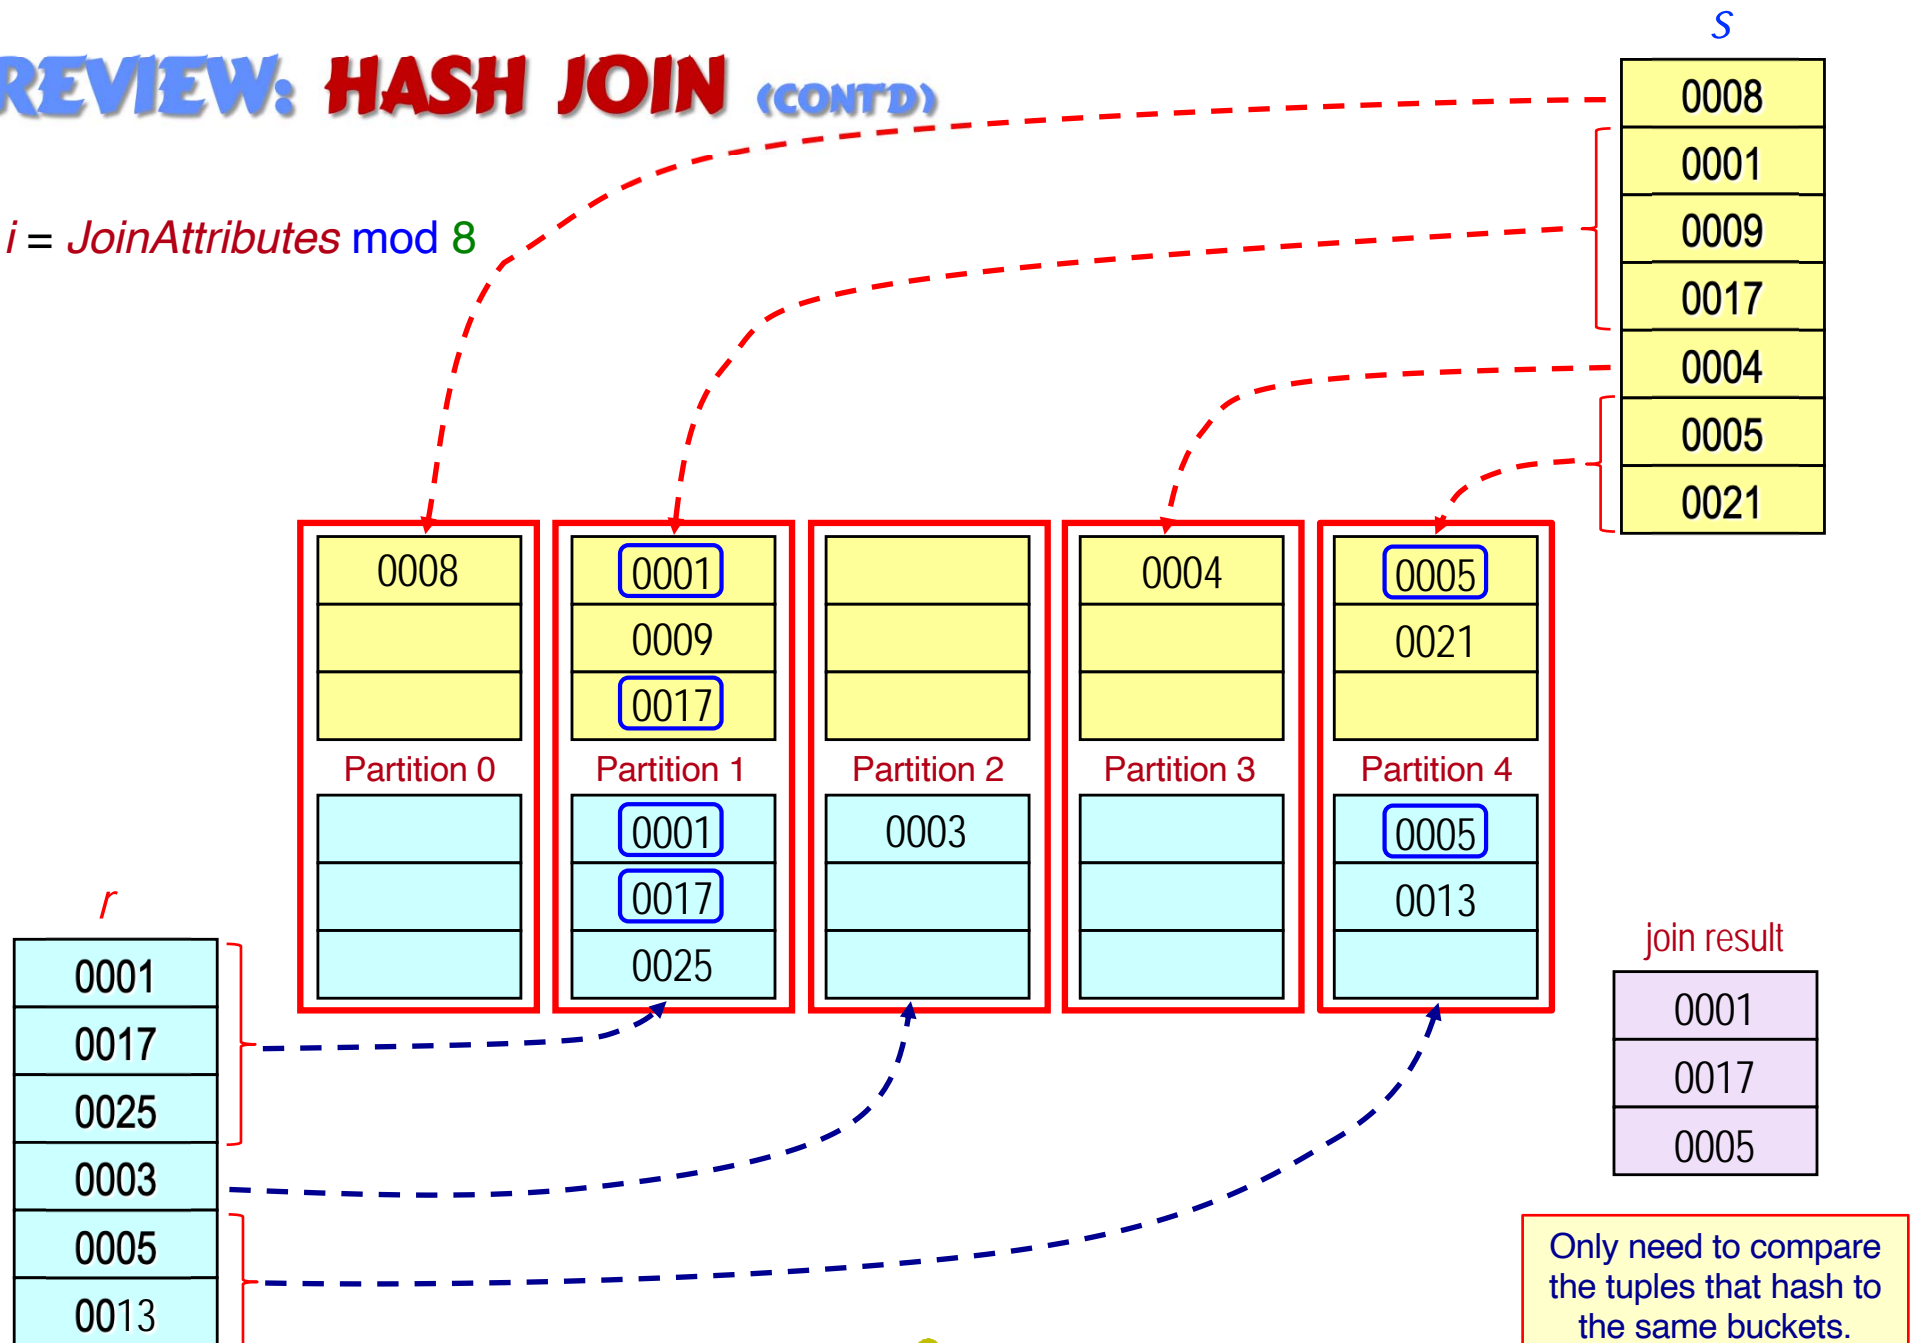 REVIEW: HASH JOIN (CONT'D)
i = JoinAttributes mod 8
s
0008
0001
0009
0017
0004
0005
0021
0008
0001
0009
0017
0004
0005
0021
Partition 0
Partition 1
Partition 2
Partition 3
Partition 4
0001
0017
0025
0003
0005
0013
r
0001
0017
0025
0003
0005
0013
join result
0001
0017
0005
Only need to compare
the tuples that hash to
the same buckets.